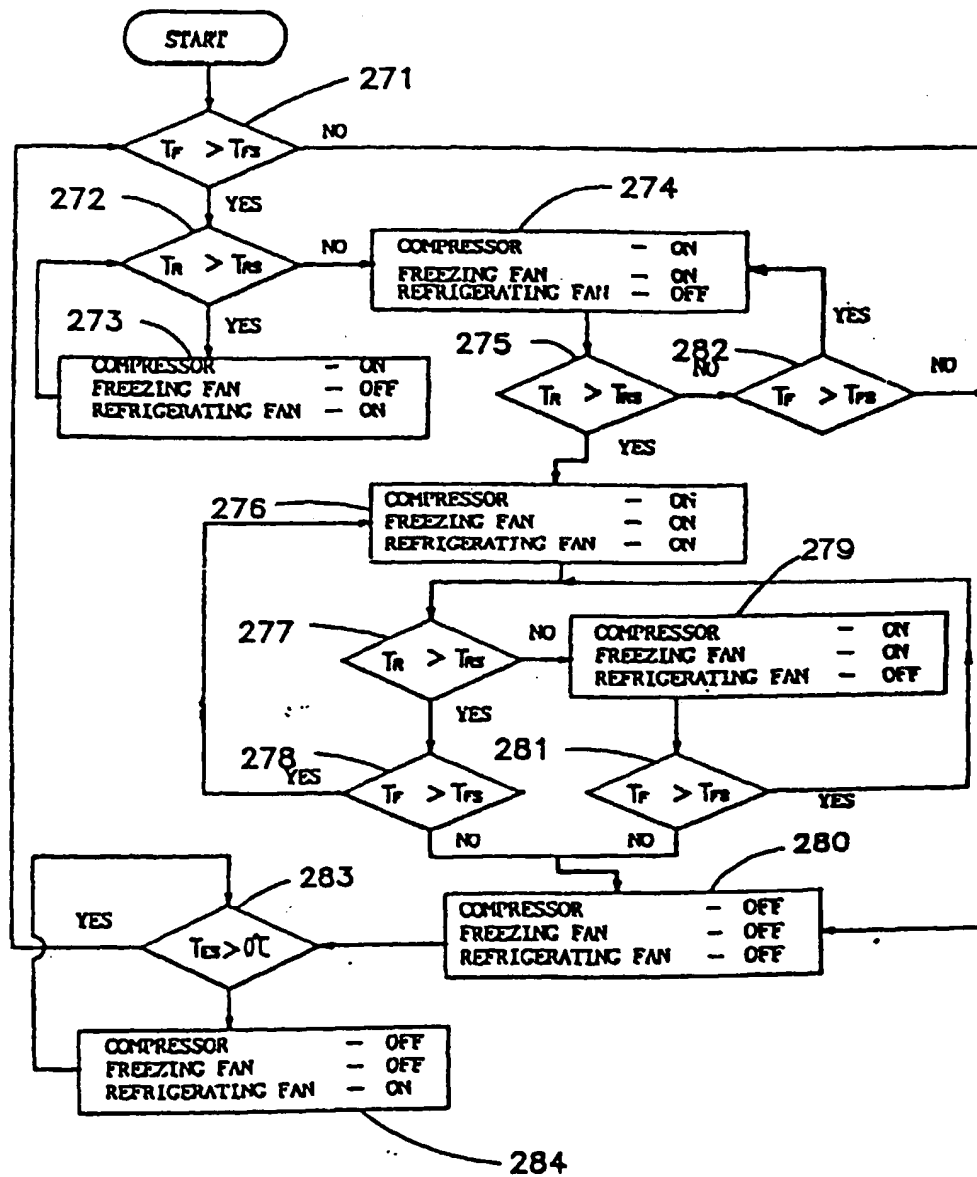 START
271
TF > TFS
NO
YES
272
TR > TRS
NO
YES
274
COMPRESSOR - ON
FREEZING FAN - ON
REFRIGERATING FAN - OFF
273
COMPRESSOR - ON
FREEZING FAN - OFF
REFRIGERATING FAN - ON
275
TR > TRS
NO
YES
282
TF > TFS
YES
NO
276
COMPRESSOR - ON
FREEZING FAN - ON
REFRIGERATING FAN - ON
277
TR > TRS
NO
YES
279
COMPRESSOR - ON
FREEZING FAN - ON
REFRIGERATING FAN - OFF
278
YES
TF > TFS
NO
281
TF > TFS
YES
NO
280
COMPRESSOR - OFF
FREEZING FAN - OFF
REFRIGERATING FAN - OFF
283
YES
TES > 0℃
COMPRESSOR - OFF
FREEZING FAN - OFF
REFRIGERATING FAN - ON
284